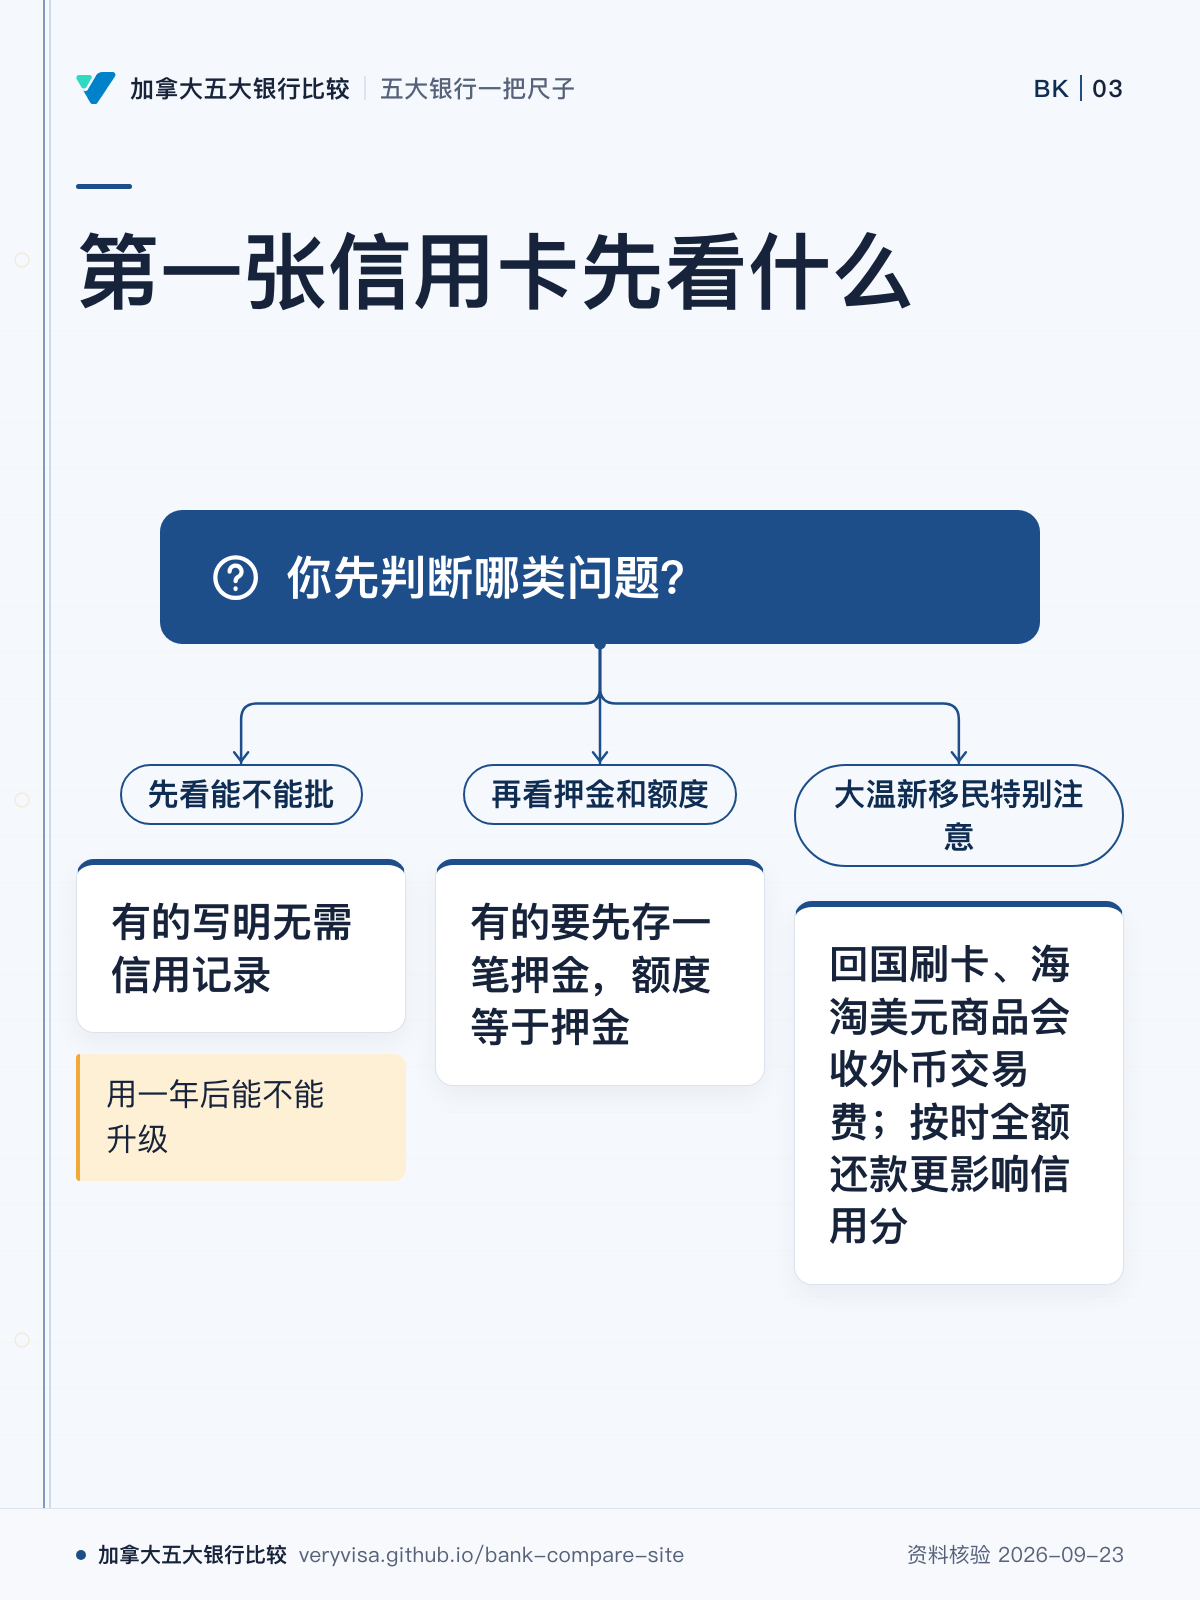 加拿大五大银行比较 五大银行一把尺子
BK 03
第一张信用卡先看什么
你先判断哪类问题?
先看能不能批
有的写明无需
信用记录
用一年后能不能
升级
再看押金和额度
有的要先存一
笔押金，额度
等于押金
大温新移民特别注
意
回国刷卡、海
淘美元商品会
收外币交易
费；按时全额
还款更影响信
用分
加拿大五大银行比较 veryvisa.github.io/bank-compare-site
资料核验 2026-09-23